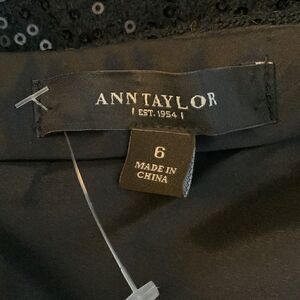 ANN TAYLOR
| EST. 1954 |
6
MADE IN
CHINA